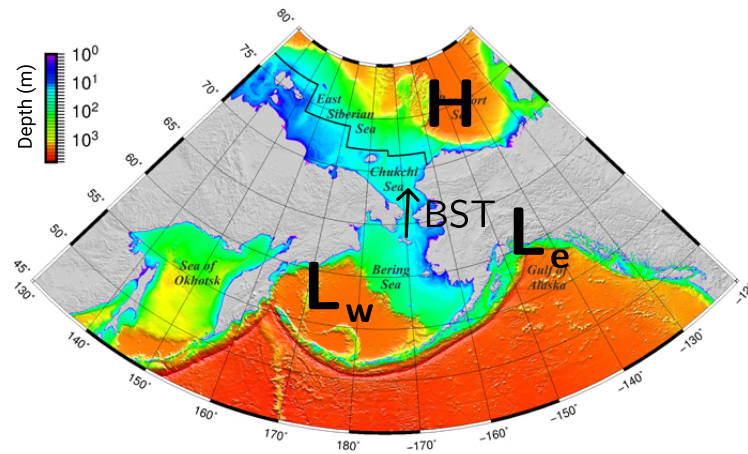 80°
75°
70°
65°
60°
55°
50°
45°
Depth (m)
10⁰
10¹
10²
10³
East
Siberian
Sea
H
Chukchi
Sea
BST
Sea of
Okhotsk
Bering
Sea
L w
L e
Gulf of
Alaska
130°
140°
150°
160°
170°
180°
−170°
−160°
−150°
−140°
−130°